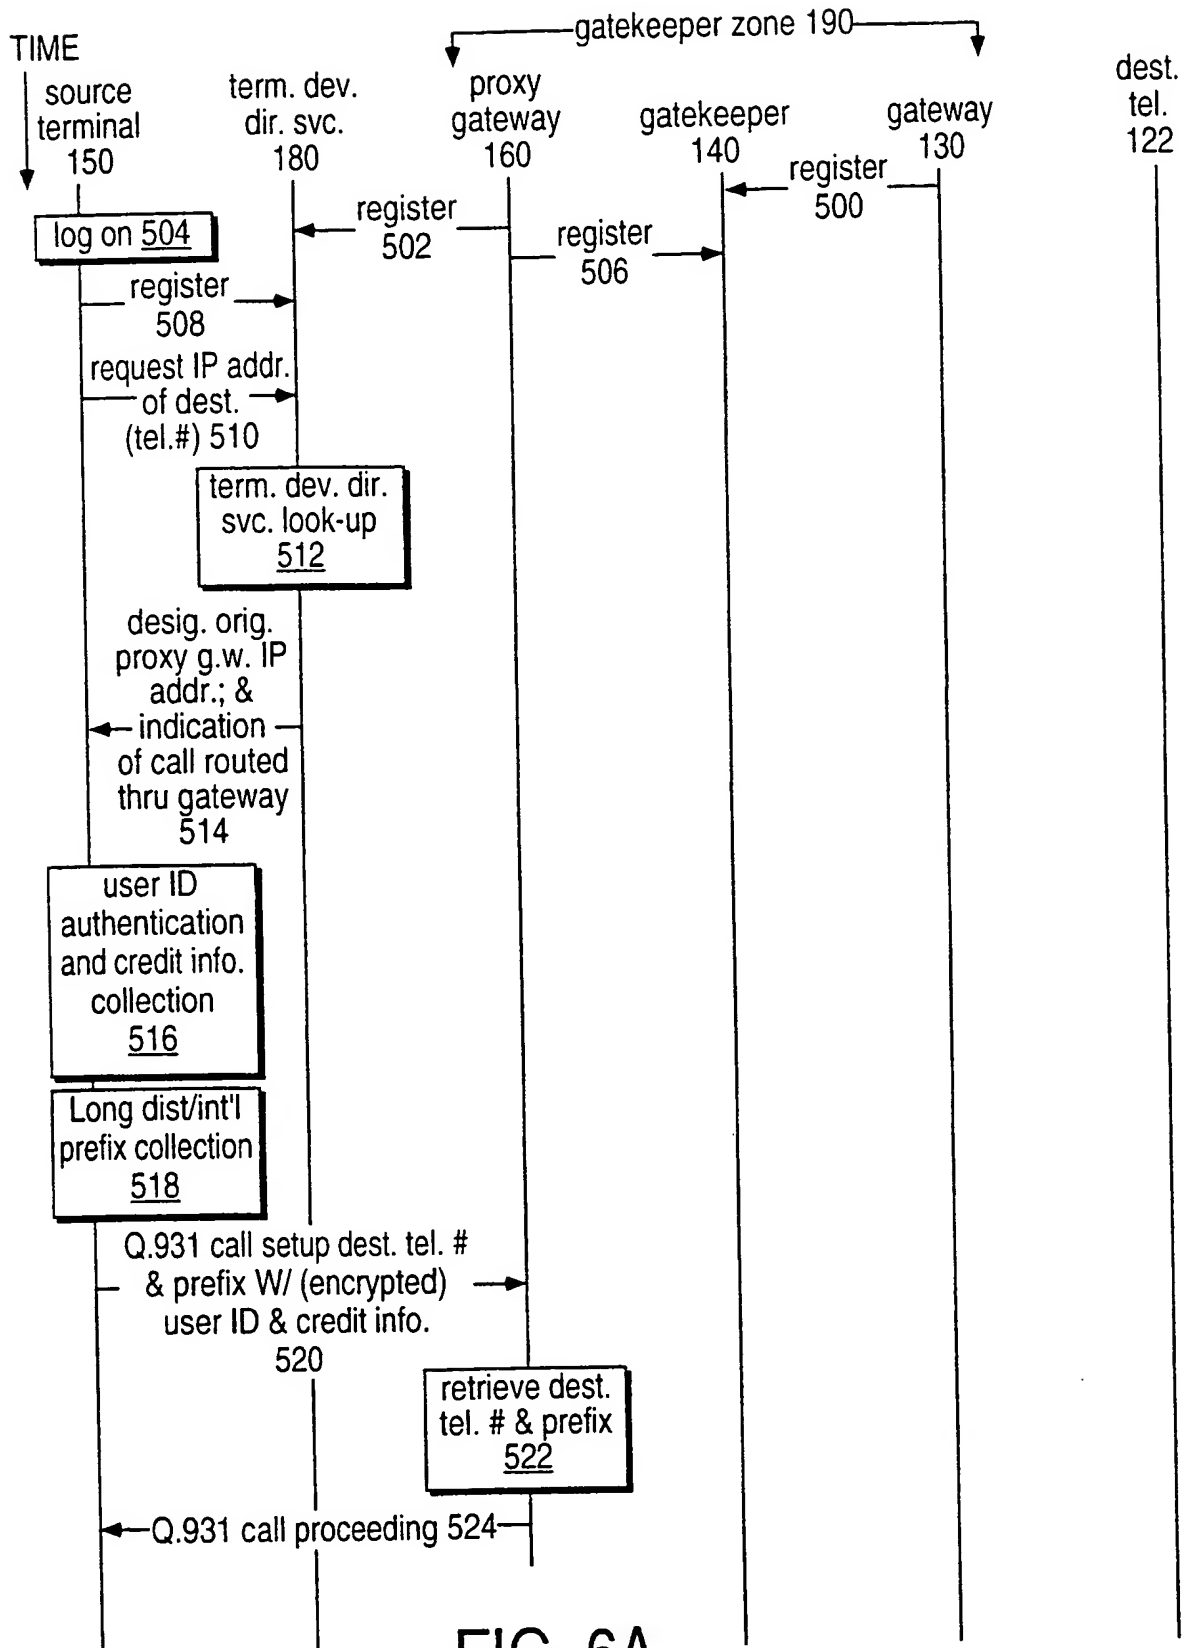 gatekeeper zone 190
TIME
source
terminal
150
term. dev.
dir. svc.
180
proxy
gateway
160
gatekeeper
140
gateway
130
dest.
tel.
122
register
500
register
502
log on 504
register
506
register
508
request IP addr.
of dest.
(tel.#) 510
term. dev. dir.
svc. look-up
512
desig. orig.
proxy g.w. IP
addr.; &
indication
of call routed
thru gateway
514
user ID
authentication
and credit info.
collection
516
Long dist/int'l
prefix collection
518
Q.931 call setup dest. tel. #
& prefix W/ (encrypted)
user ID & credit info.
520
retrieve dest.
tel. # & prefix
522
Q.931 call proceeding 524
FIG. 6A